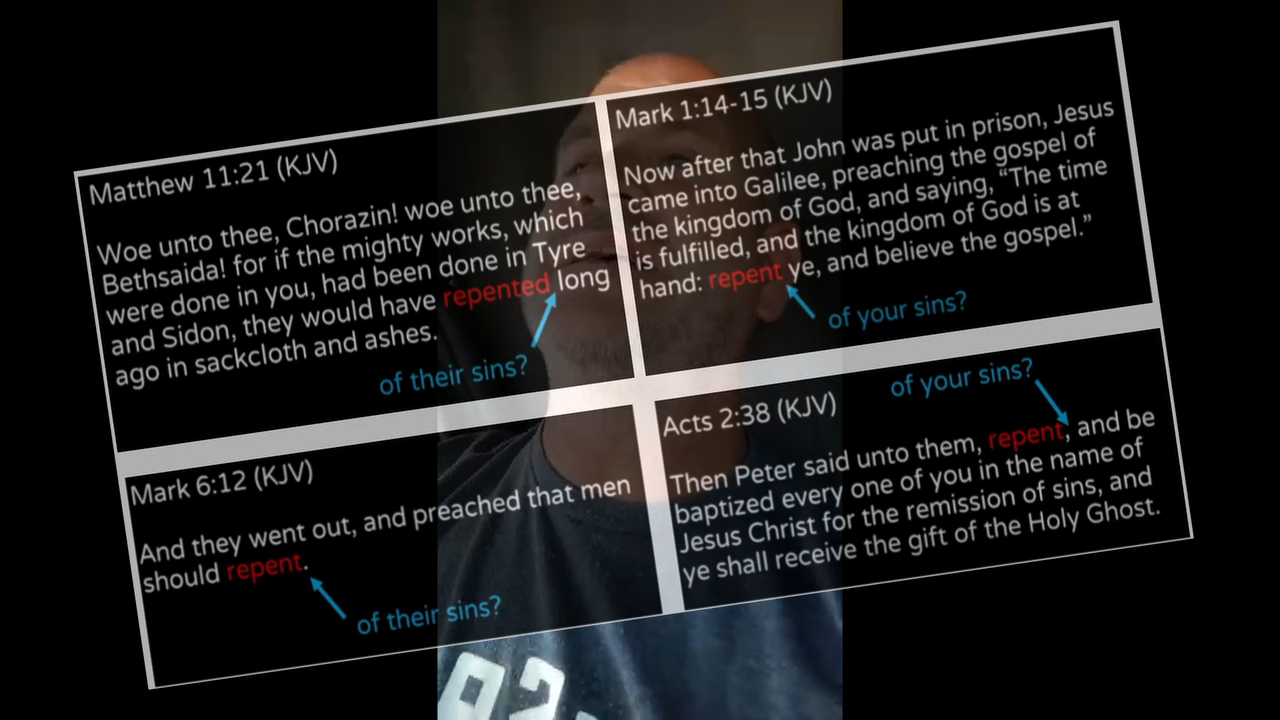 Matthew 11:21 (KJV)
Woe unto thee, Chorazin! woe unto thee,
Bethsaida! for if the mighty works, which
were done in you, had been done in Tyre
and Sidon, they would have repented long
ago in sackcloth and ashes.
of their sins?
Mark 1:14-15 (KJV)
Now after that John was put in prison, Jesus
came into Galilee, preaching the gospel of
the kingdom of God, and saying, “The time
is fulfilled, and the kingdom of God is at
hand: repent ye, and believe the gospel.”
of your sins?
Mark 6:12 (KJV)
And they went out, and preached that men
should repent.
of their sins?
Acts 2:38 (KJV)
of your sins?
Then Peter said unto them, repent, and be
baptized every one of you in the name of
Jesus Christ for the remission of sins, and
ye shall receive the gift of the Holy Ghost.